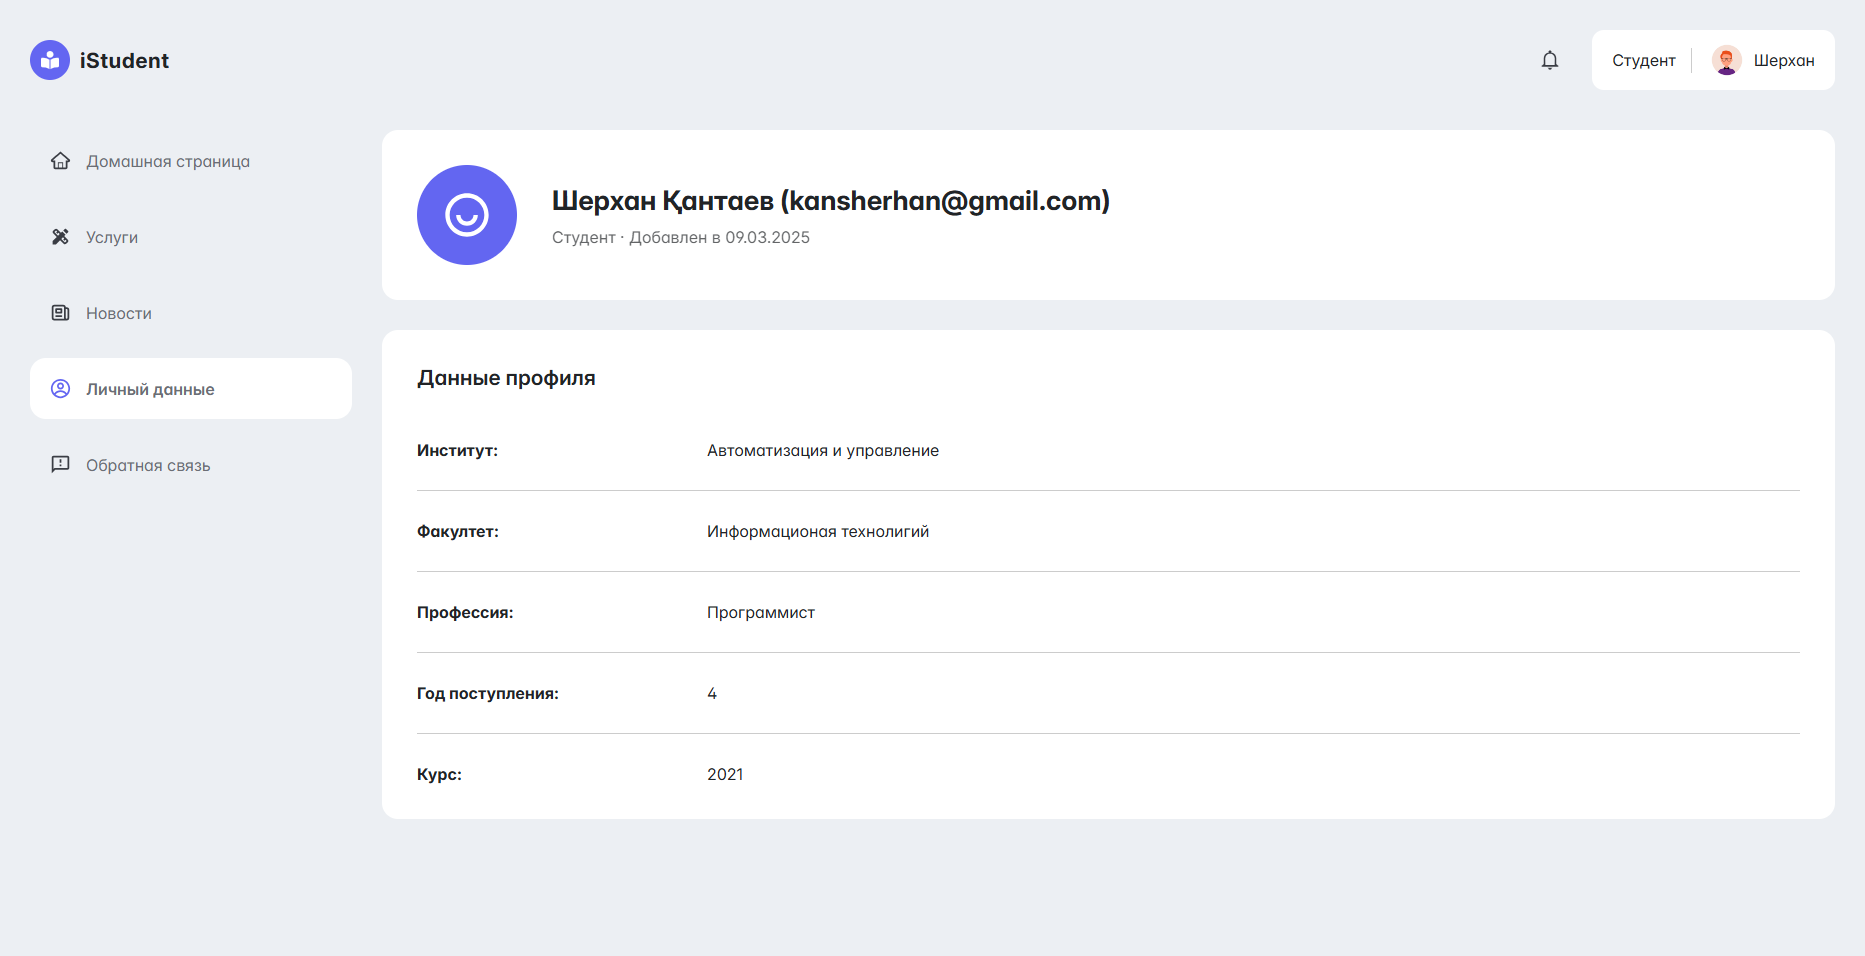 iStudent
Студент
Шерхан
Домашная страница
Услуги
Новости
Личный данные
Обратная связь
Шерхан Қантаев (kansherhan@gmail.com)
Студент · Добавлен в 09.03.2025
Данные профиля
Институт: Автоматизация и управление
Факултет: Информационая технолигий
Профессия: Программист
Год поступления: 4
Курс: 2021